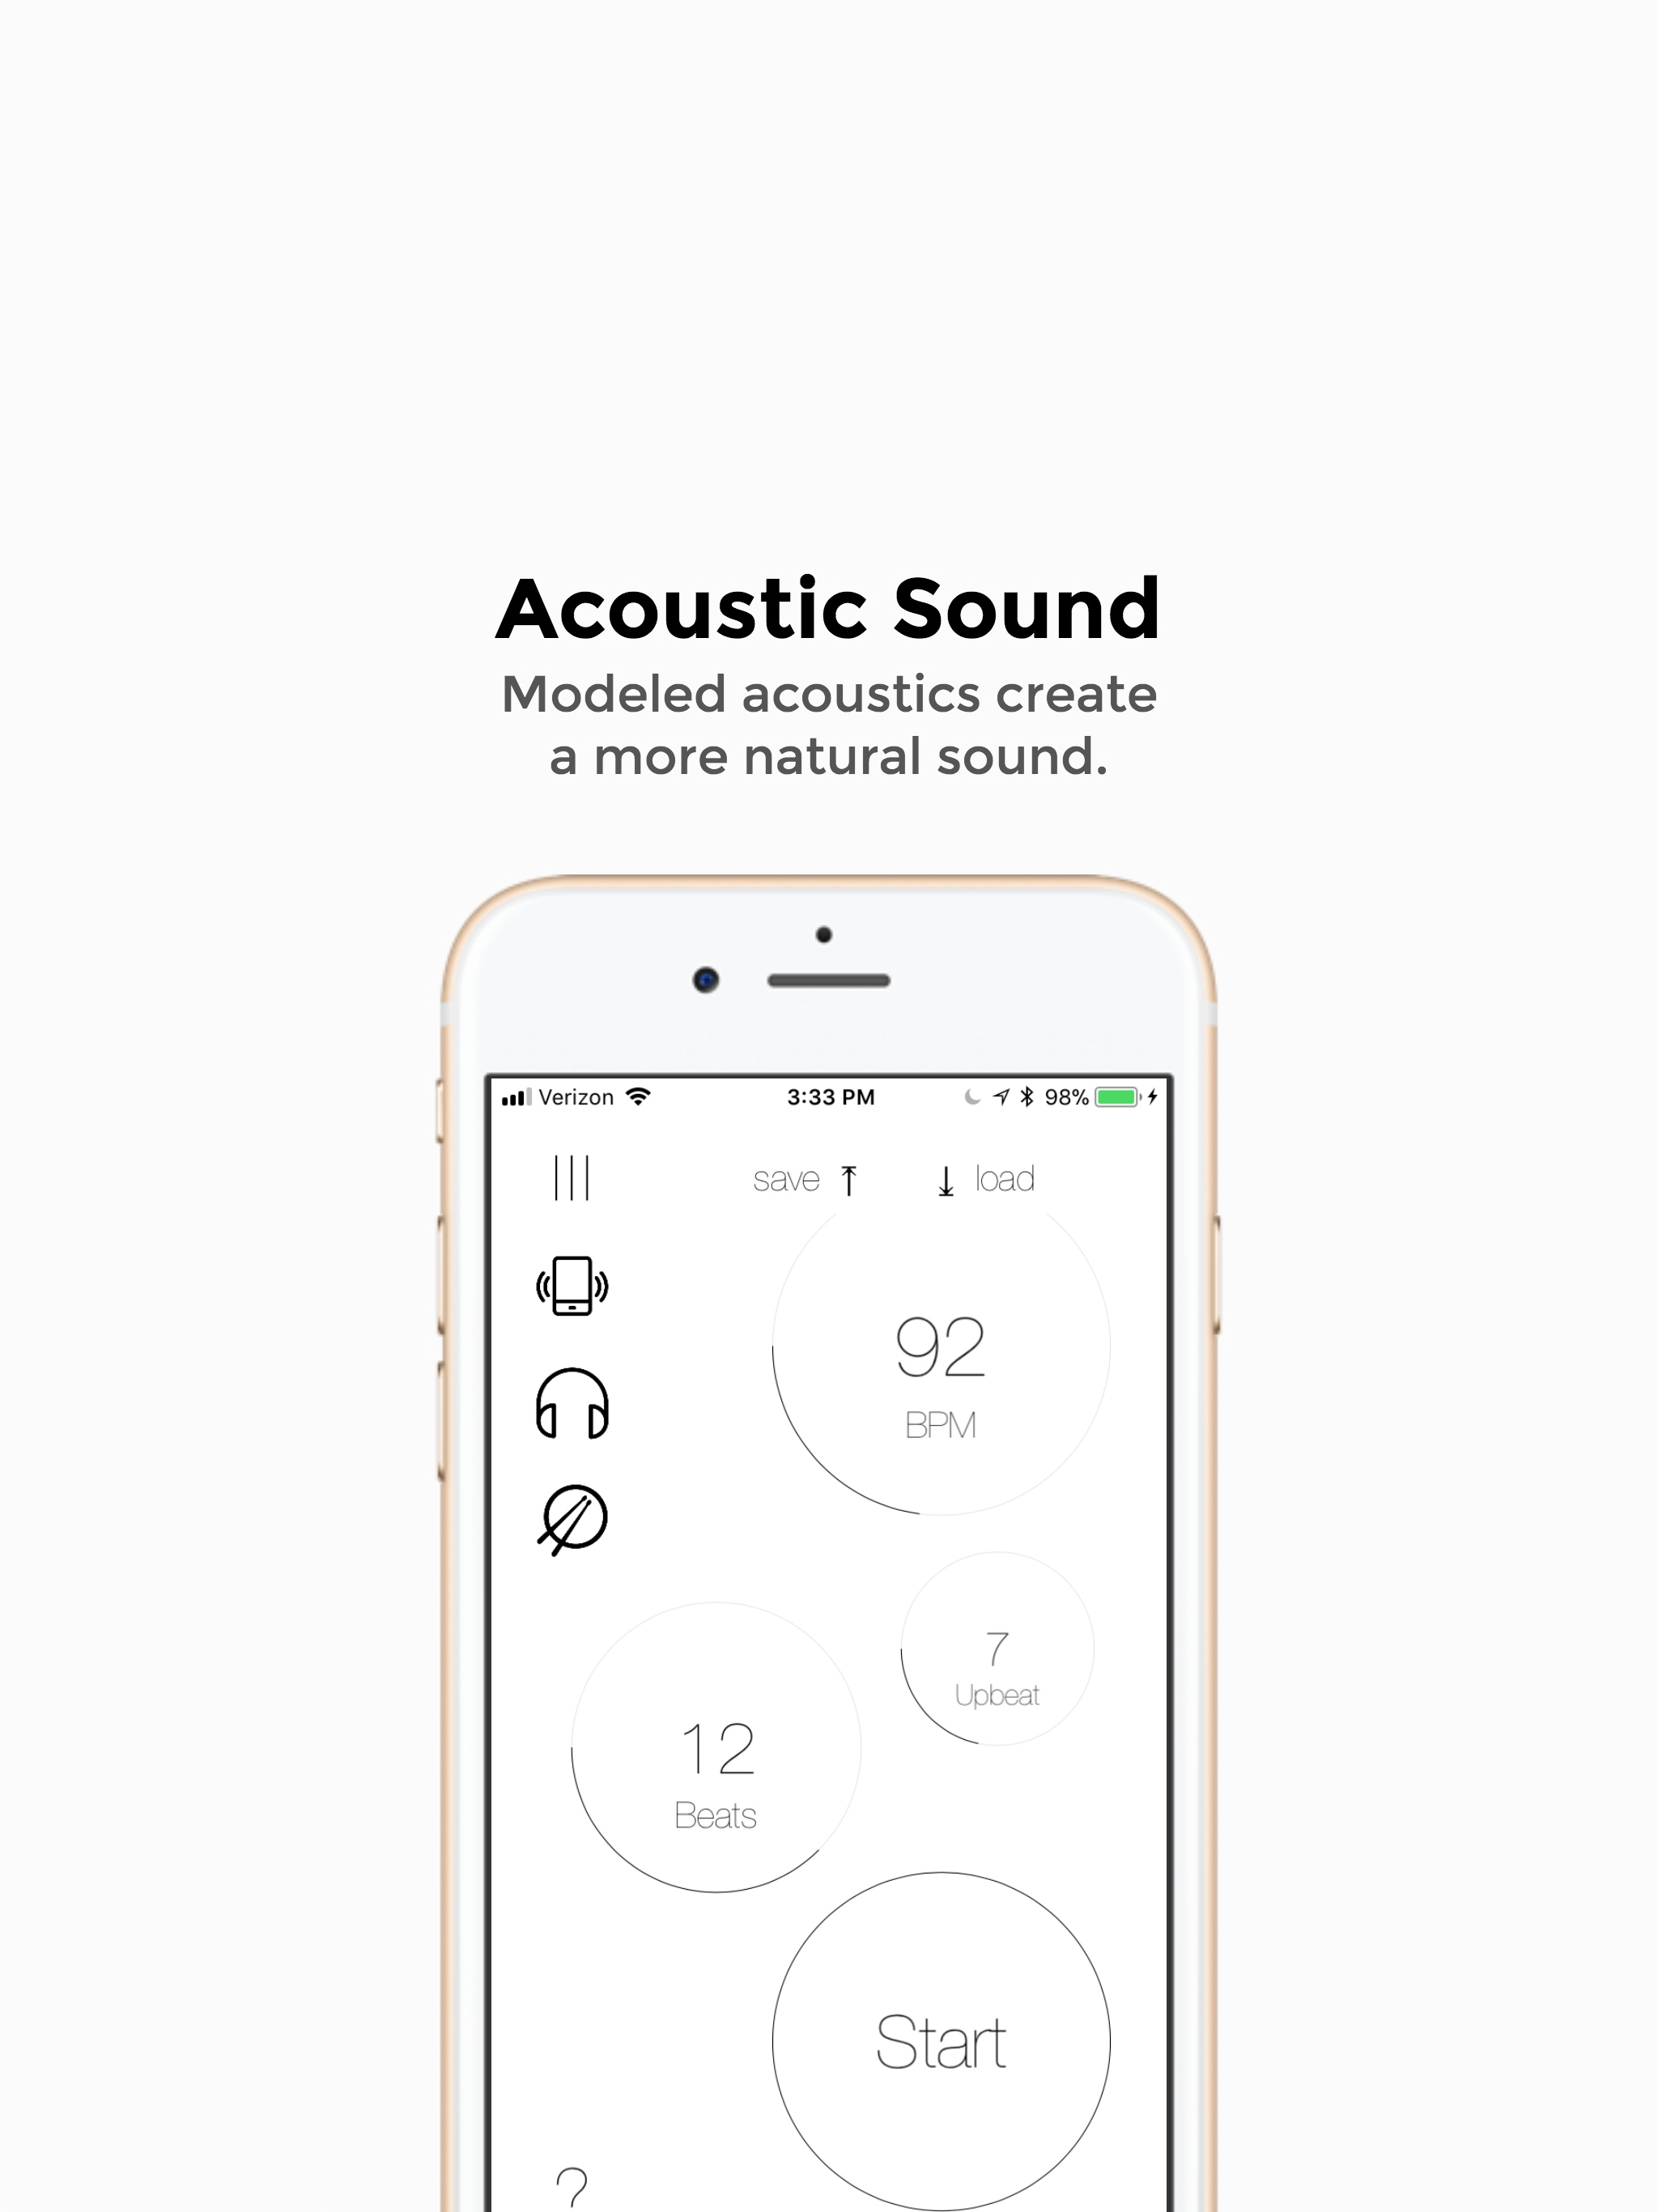 Acoustic Sound
Modeled acoustics create
a more natural sound.
Verizon 3:33 PM 98%
save load
92
BPM
7
Upbeat
12
Beats
Start
?